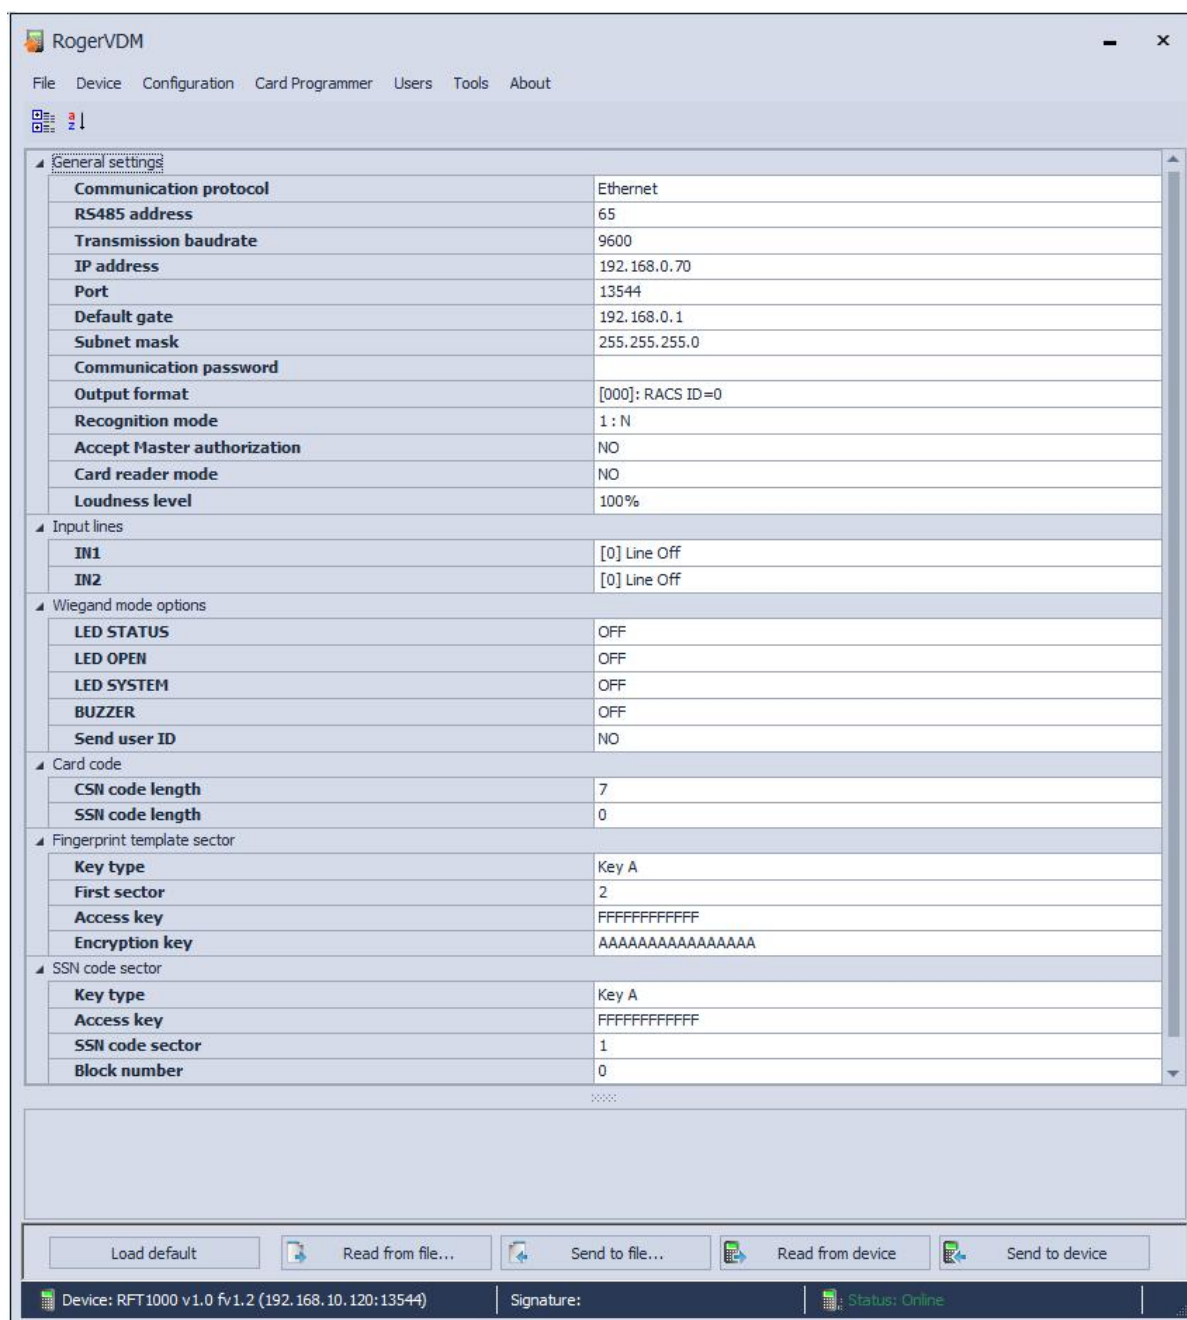 RogerVDM
File Device Configuration Card Programmer Users Tools About
General settings
Communication protocol Ethernet
RS485 address 65
Transmission baudrate 9600
IP address 192.168.0.70
Port 13544
Default gate 192.168.0.1
Subnet mask 255.255.255.0
Communication password
Output format [000]: RACS ID=0
Recognition mode 1 : N
Accept Master authorization NO
Card reader mode NO
Loudness level 100%
Input lines
IN1 [0] Line Off
IN2 [0] Line Off
Wiegand mode options
LED STATUS OFF
LED OPEN OFF
LED SYSTEM OFF
BUZZER OFF
Send user ID NO
Card code
CSN code length 7
SSN code length 0
Fingerprint template sector
Key type Key A
First sector 2
Access key FFFFFFFFFFFF
Encryption key AAAAAAAAAAAAAAAA
SSN code sector
Key type Key A
Access key FFFFFFFFFFFF
SSN code sector 1
Block number 0
Load default Read from file... Send to file... Read from device Send to device
Device: RFT1000 v1.0 fv1.2 (192.168.10.120:13544) Signature: Status: Online